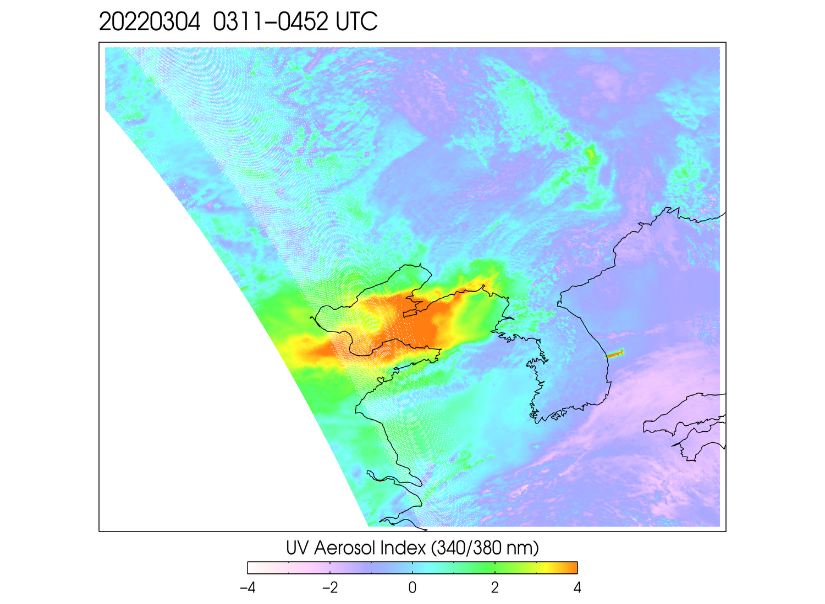 20220304 0311-0452 UTC
UV Aerosol Index (340/380 nm)
-4 -2 0 2 4